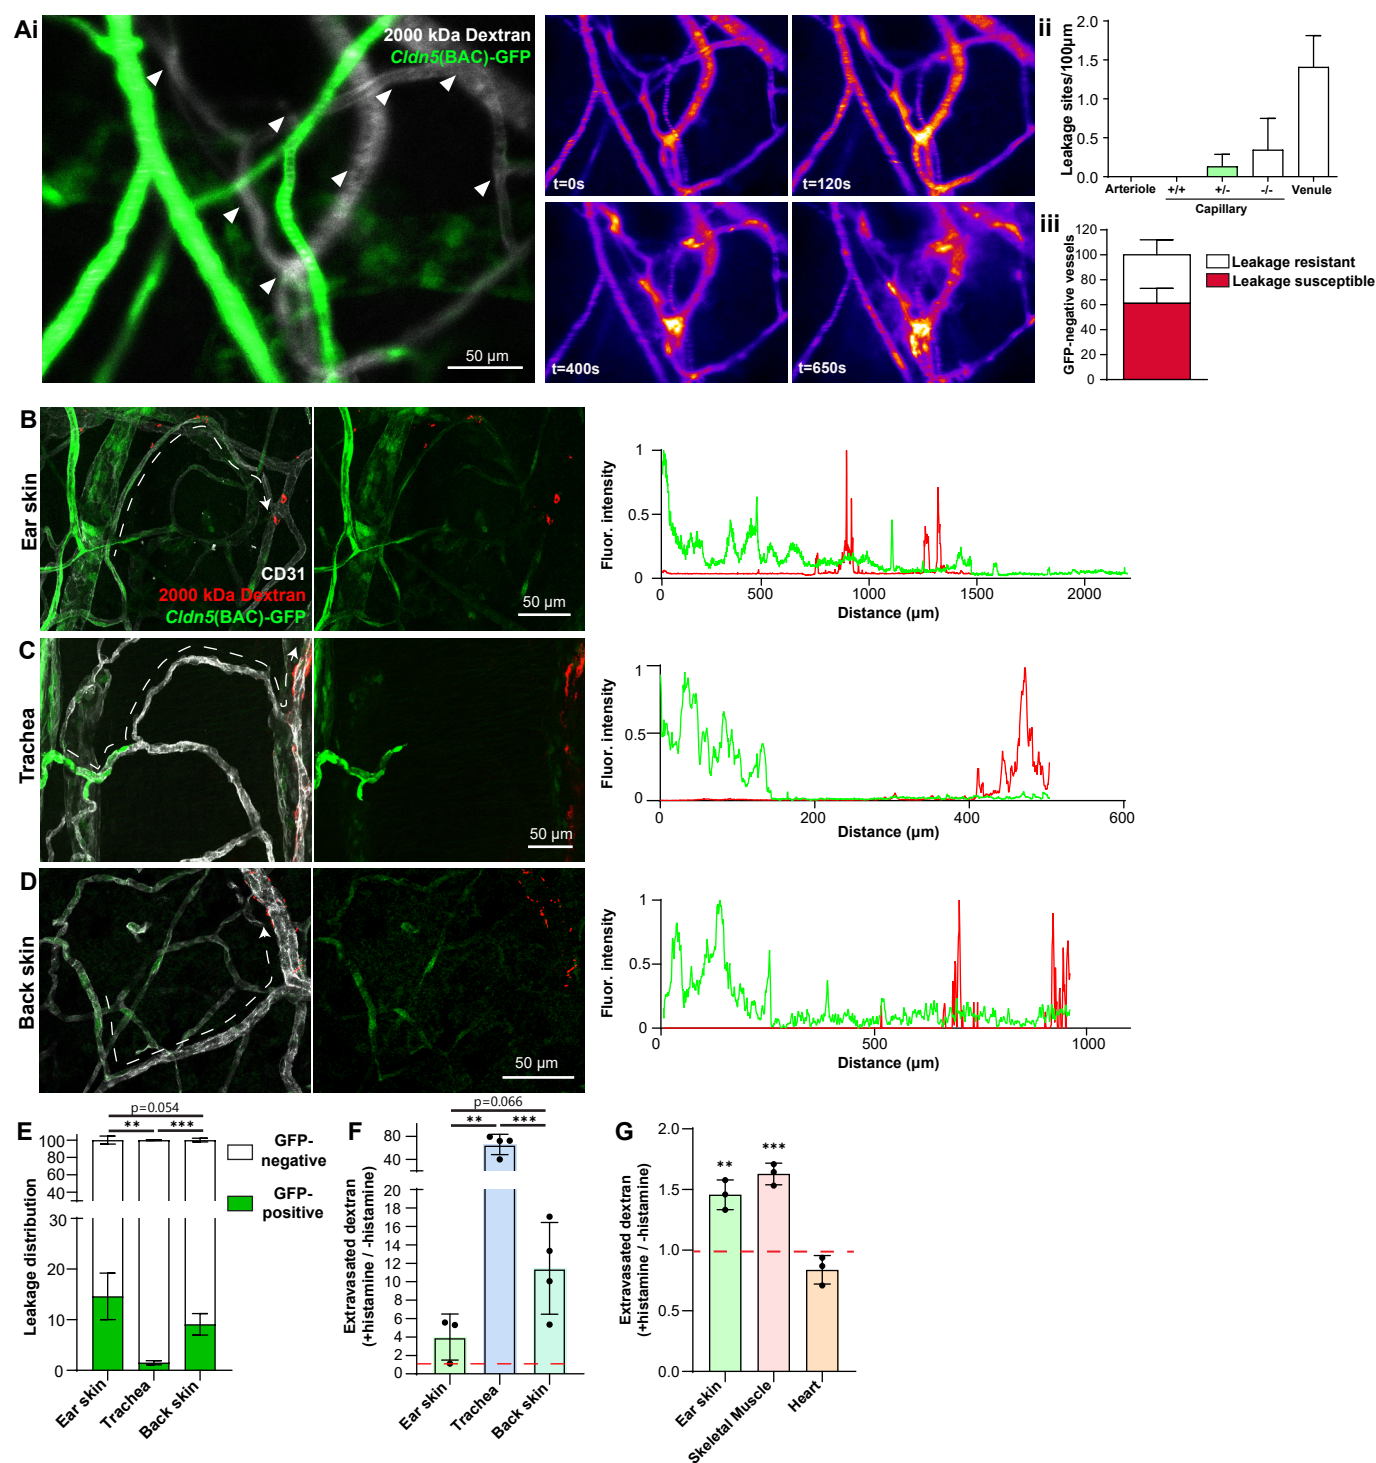 Ai
2000 kDa Dextran
Cldn5(BAC)-GFP
50 µm
t=0s
t=120s
t=400s
t=650s
ii
Leakage sites/100µm
2.0
1.5
1.0
0.5
0.0
Arteriole
+/+
+/-
-/-
Venule
Capillary
iii
GFP-negative vessels
120
100
80
60
40
20
0
Leakage resistant
Leakage susceptible
B
Ear skin
CD31
2000 kDa Dextran
Cldn5(BAC)-GFP
50 µm
Fluor. intensity
1
0.5
0
0
500
1000
1500
2000
Distance (µm)
C
Trachea
50 µm
Fluor. intensity
1
0.5
0
0
200
400
600
Distance (µm)
D
Back skin
50 µm
Fluor. intensity
1
0.5
0
0
500
1000
Distance (µm)
E
p=0.054
**
***
Leakage distribution
100
80
60
40
30
20
10
0
GFP-
negative
GFP-
positive
Ear skin
Trachea
Back skin
F
p=0.066
**
***
Extravasated dextran
(+histamine / -histamine)
80
60
40
20
20
18
16
14
12
10
8
6
4
2
0
Ear skin
Trachea
Back skin
G
Extravasated dextran
(+histamine / -histamine)
2.0
1.5
1.0
0.5
0.0
**
***
Ear skin
Skeletal Muscle
Heart